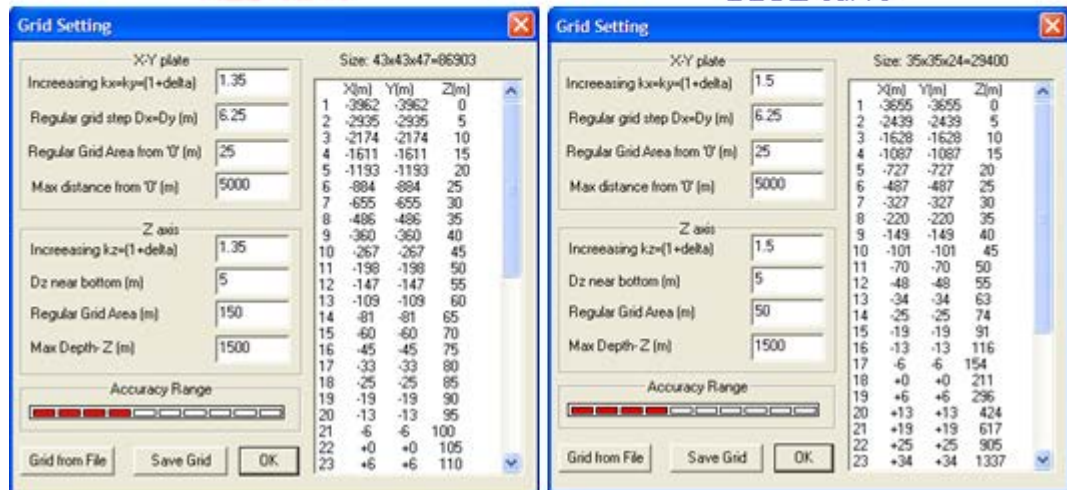 Grid Setting
X-Y plate
Increeasing kx=ky=(1+delta) 1.35
Regular grid step Dx=Dy (m) 6.25
Regular Grid Area from '0' (m) 25
Max distance from '0' (m) 5000
Z axis
Increeasing kz=(1+delta) 1.35
Dz near bottom (m) 5
Regular Grid Area (m) 150
Max Depth- Z (m) 1500
Accuracy Range
Grid from File Save Grid OK
Size: 43x43x47=86903
X(m) Y(m) Z(m)
1 -3962 -3962 0
2 -2935 -2935 5
3 -2174 -2174 10
4 -1611 -1611 15
5 -1193 -1193 20
6 -884 -884 25
7 -655 -655 30
8 -486 -486 35
9 -360 -360 40
10 -267 -267 45
11 -198 -198 50
12 -147 -147 55
13 -109 -109 60
14 -81 -81 65
15 -60 -60 70
16 -45 -45 75
17 -33 -33 80
18 -25 -25 85
19 -19 -19 90
20 -13 -13 95
21 -6 -6 100
22 +0 +0 105
23 +6 +6 110
Grid Setting
X-Y plate
Increeasing kx=ky=(1+delta) 1.5
Regular grid step Dx=Dy (m) 6.25
Regular Grid Area from '0' (m) 25
Max distance from '0' (m) 5000
Z axis
Increeasing kz=(1+delta) 1.5
Dz near bottom (m) 5
Regular Grid Area (m) 50
Max Depth- Z (m) 1500
Accuracy Range
Grid from File Save Grid OK
Size: 35x35x24=29400
X(m) Y(m) Z(m)
1 -3655 -3655 0
2 -2439 -2439 5
3 -1628 -1628 10
4 -1087 -1087 15
5 -727 -727 20
6 -487 -487 25
7 -327 -327 30
8 -220 -220 35
9 -149 -149 40
10 -101 -101 45
11 -70 -70 50
12 -48 -48 55
13 -34 -34 63
14 -25 -25 74
15 -19 -19 91
16 -13 -13 116
17 -6 -6 154
18 +0 +0 211
19 +6 +6 296
20 +13 +13 424
21 +19 +19 617
22 +25 +25 905
23 +34 +34 1337